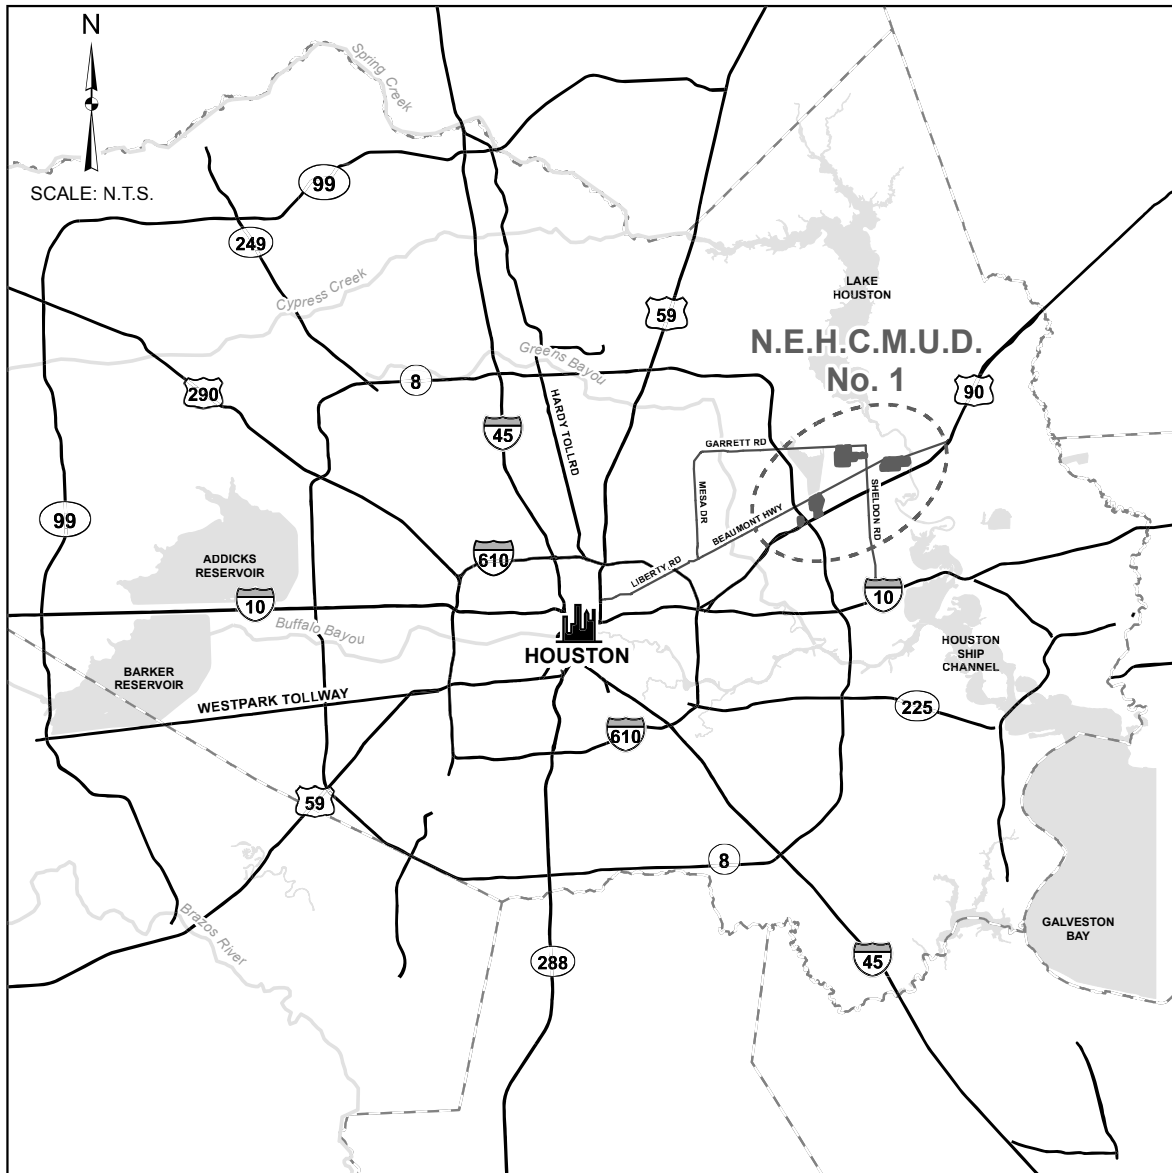 N
SCALE: N.T.S.
Spring Creek
99
249
Cypress Creek
59
LAKE
HOUSTON
N.E.H.C.M.U.D.
No. 1
Greens Bayou
290
8
90
45
HARDY TOLLRD
GARRETT RD
MESA DR
SHELDON RD
BEAUMONT HWY
99
ADDICKS
RESERVOIR
610
LIBERTY RD
10
10
Buffalo Bayou
HOUSTON
HOUSTON
SHIP
CHANNEL
BARKER
RESERVOIR
WESTPARK TOLLWAY
225
610
59
8
Brazos River
GALVESTON
BAY
288
45